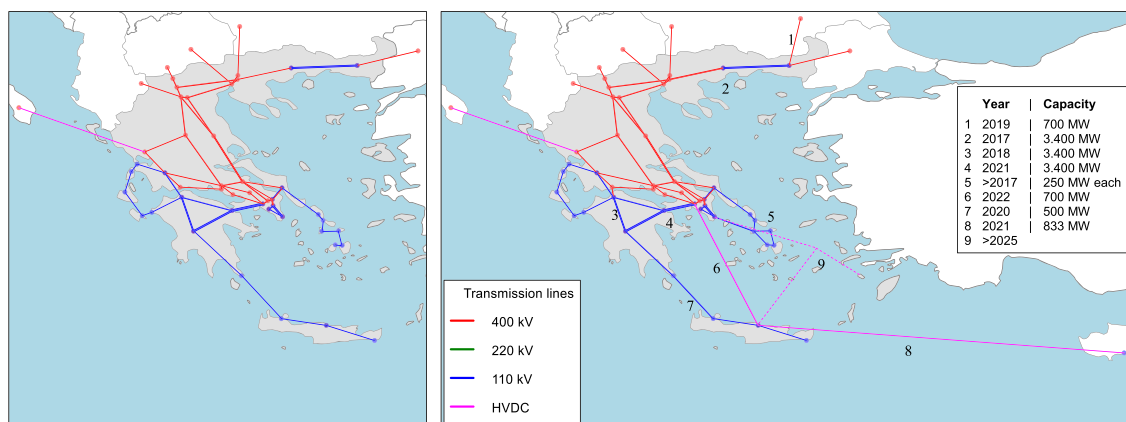 1
2
3
4
5
6
7
8
9
Year | Capacity
1 2019 | 700 MW
2 2017 | 3.400 MW
3 2018 | 3.400 MW
4 2021 | 3.400 MW
5 >2017 | 250 MW each
6 2022 | 700 MW
7 2020 | 500 MW
8 2021 | 833 MW
9 >2025
Transmission lines
400 kV
220 kV
110 kV
HVDC